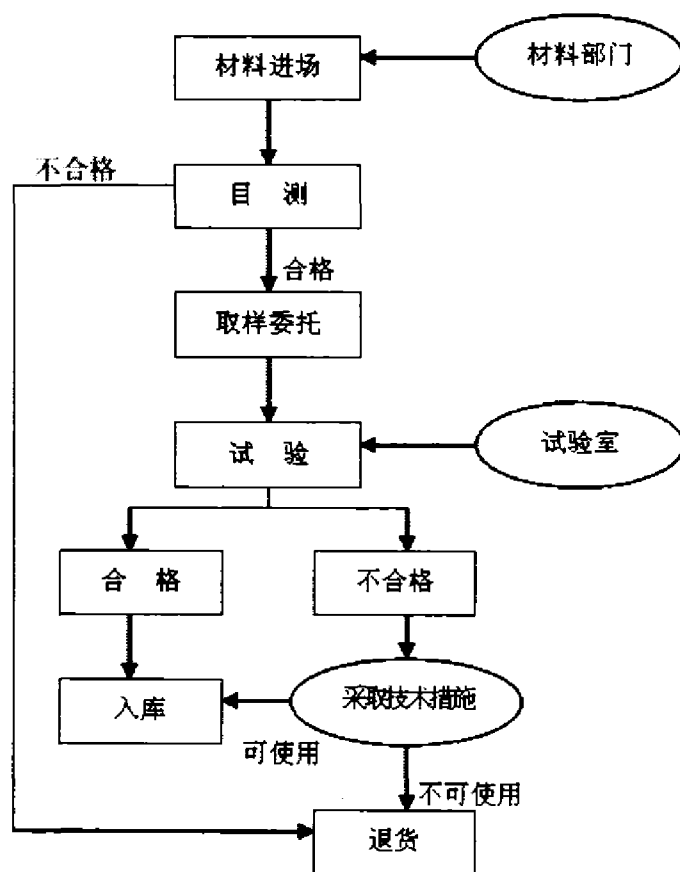 材料进场
材料部门
不合格
目 测
合格
取样委托
试 验
试验室
合 格
不合格
入库
采取技术措施
可使用
不可使用
退货